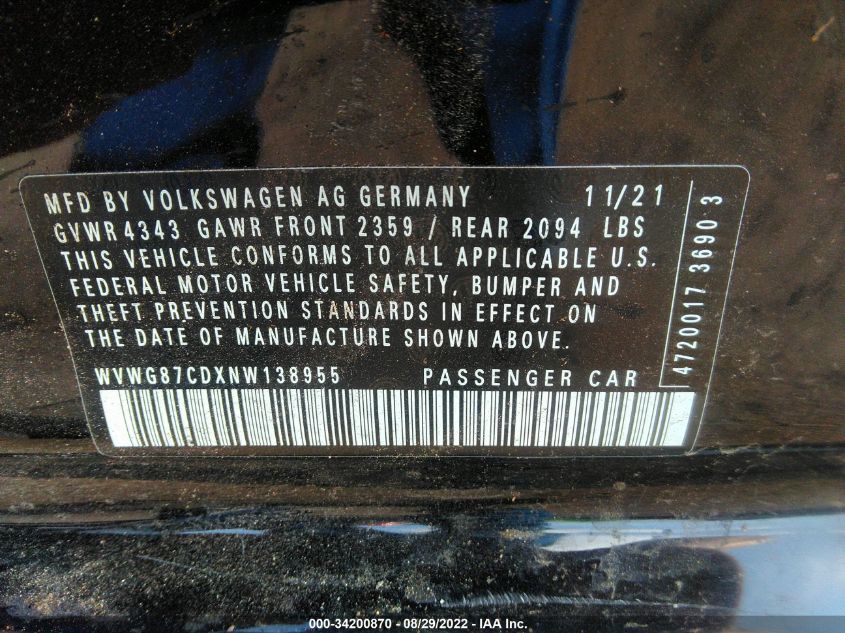 MFD BY VOLKSWAGEN AG GERMANY 11/21
GVWR 4343 GAWR FRONT 2359 / REAR 2094 LBS
THIS VEHICLE CONFORMS TO ALL APPLICABLE U.S.
FEDERAL MOTOR VEHICLE SAFETY, BUMPER AND
THEFT PREVENTION STANDARDS IN EFFECT ON
THE DATE OF MANUFACTURE SHOWN ABOVE.
WVWG87CDXNW138955 PASSENGER CAR
4720017 3690 3
000-34200870 - 08/29/2022 - IAA Inc.